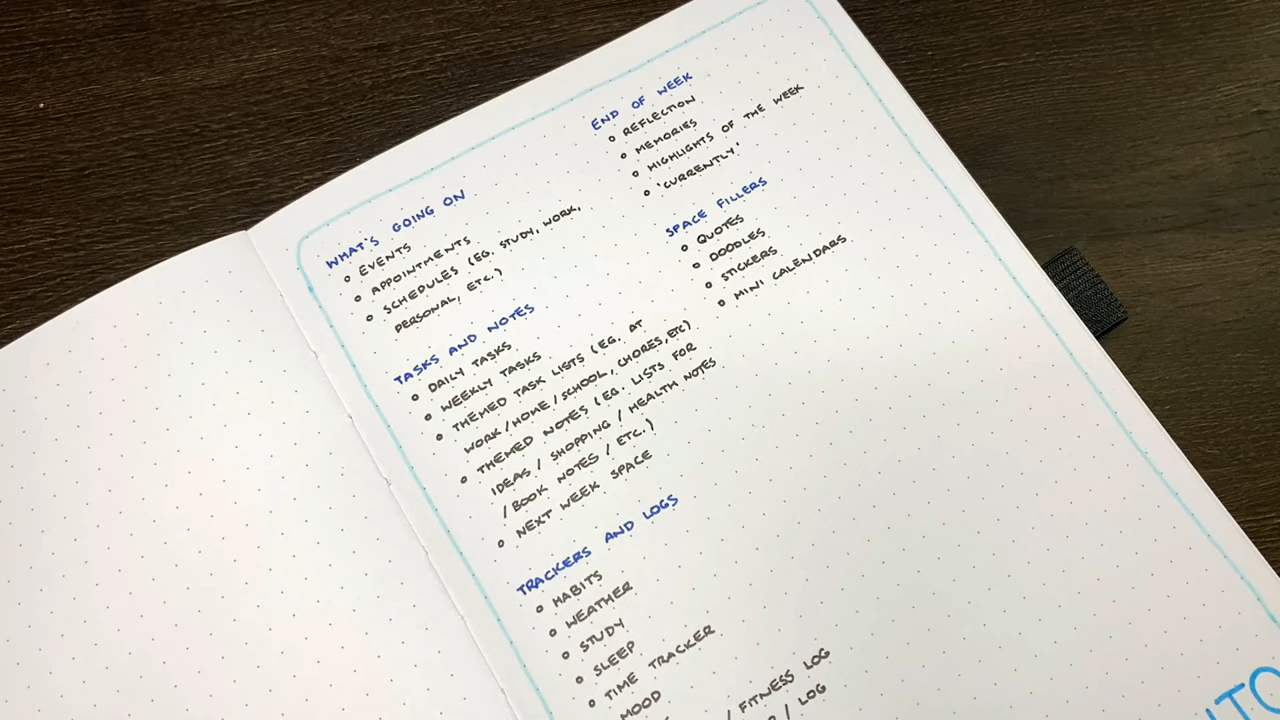 WHAT'S GOING ON
EVENTS
APPOINTMENTS
SCHEDULES (EG. STUDY, WORK,
PERSONAL, ETC.)
TASKS AND NOTES
DAILY TASKS
WEEKLY TASKS
THEMED TASK LISTS (EG. AT
WORK/HOME/SCHOOL, CHORES, ETC)
THEMED NOTES (EG. LISTS FOR
IDEAS / SHOPPING / HEALTH NOTES
/ BOOK NOTES / ETC.)
NEXT WEEK SPACE
TRACKERS AND LOGS
HABITS
WEATHER
STUDY
SLEEP
TIME TRACKER
MOOD
/ FITNESS LOG
/ LOG
END OF WEEK
REFLECTION
MEMORIES
HIGHLIGHTS OF THE WEEK
'CURRENTLY'
SPACE FILLERS
QUOTES
DOODLES
STICKERS
MINI CALENDARS